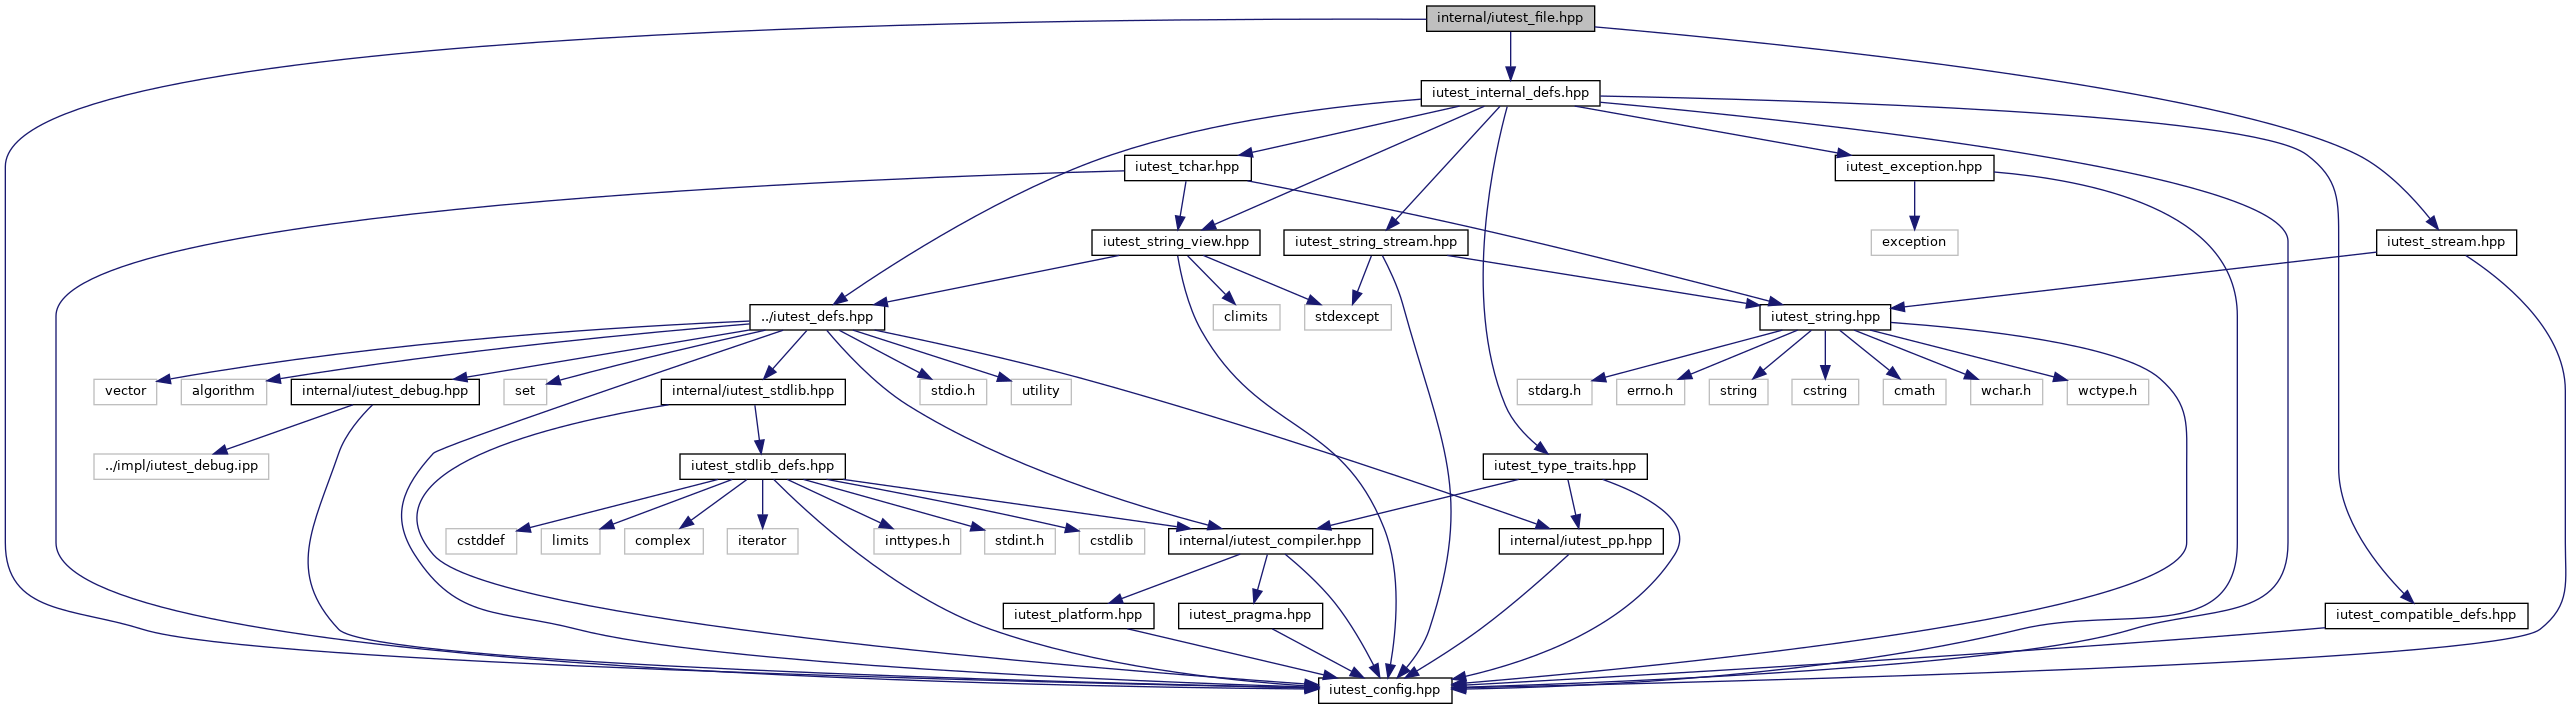 internal/iutest_file.hpp
iutest_internal_defs.hpp
iutest_tchar.hpp
iutest_exception.hpp
iutest_string_view.hpp
iutest_string_stream.hpp
exception
iutest_stream.hpp
../iutest_defs.hpp
climits
stdexcept
iutest_string.hpp
vector
algorithm
internal/iutest_debug.hpp
set
internal/iutest_stdlib.hpp
stdio.h
utility
stdarg.h
errno.h
string
cstring
cmath
wchar.h
wctype.h
../impl/iutest_debug.ipp
iutest_stdlib_defs.hpp
iutest_type_traits.hpp
cstddef
limits
complex
iterator
inttypes.h
stdint.h
cstdlib
internal/iutest_compiler.hpp
internal/iutest_pp.hpp
iutest_platform.hpp
iutest_pragma.hpp
iutest_compatible_defs.hpp
iutest_config.hpp